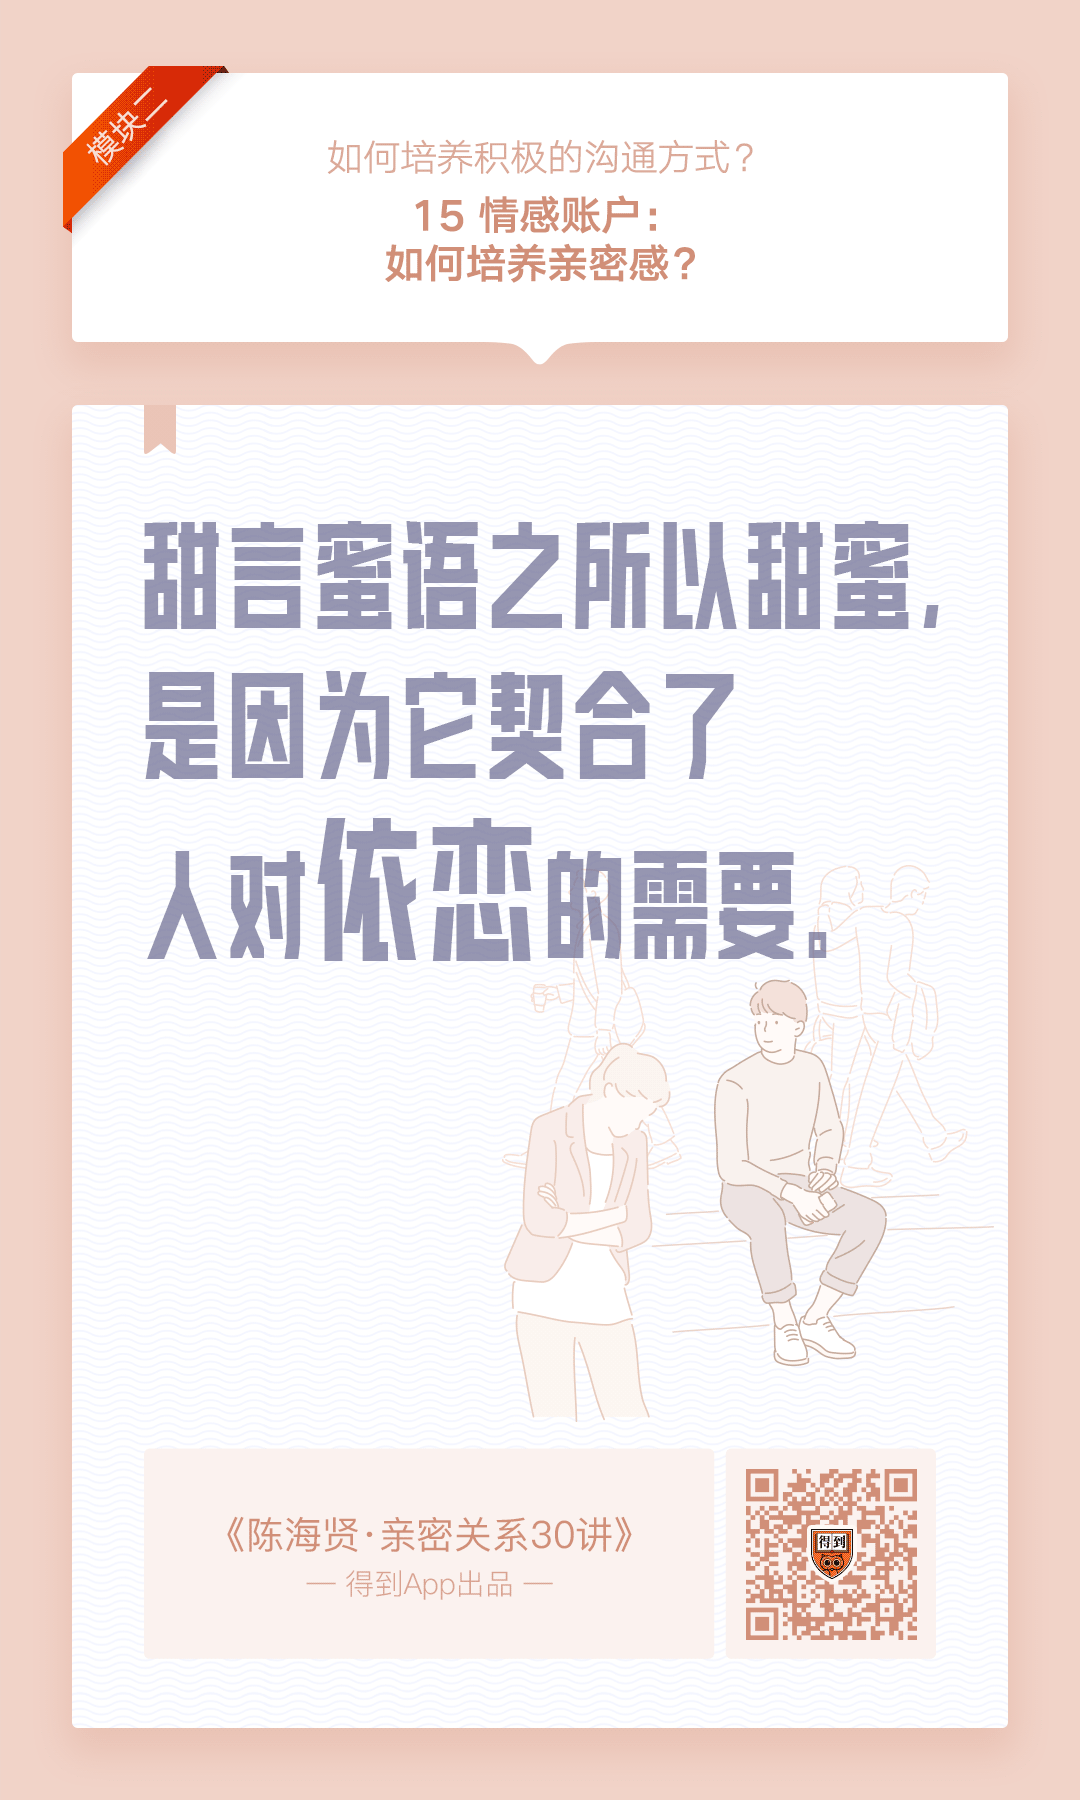 模块二
如何培养积极的沟通方式？
15 情感账户：
如何培养亲密感？
甜言蜜语之所以甜蜜，
是因为它契合了
人对依恋的需要。
《陈海贤·亲密关系30讲》
— 得到App出品 —
得到